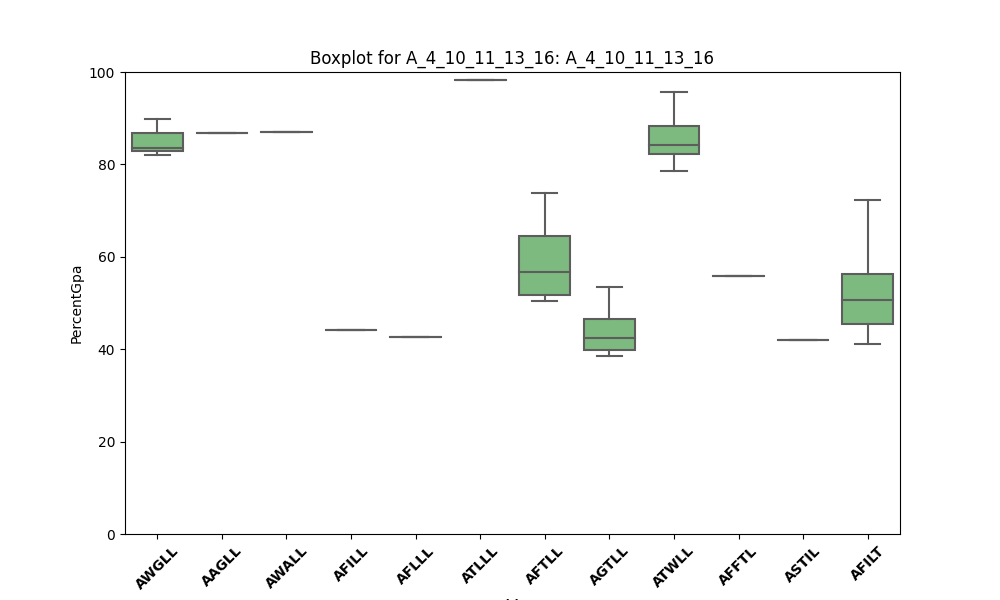 Boxplot for A_4_10_11_13_16: A_4_10_11_13_16
PercentGpa
100
80
60
40
20
0
AWGLL
AAGLL
AWALL
AFILL
AFLLL
ATLLL
AFTLL
AGTLL
ATWLL
AFFTL
ASTIL
AFILT